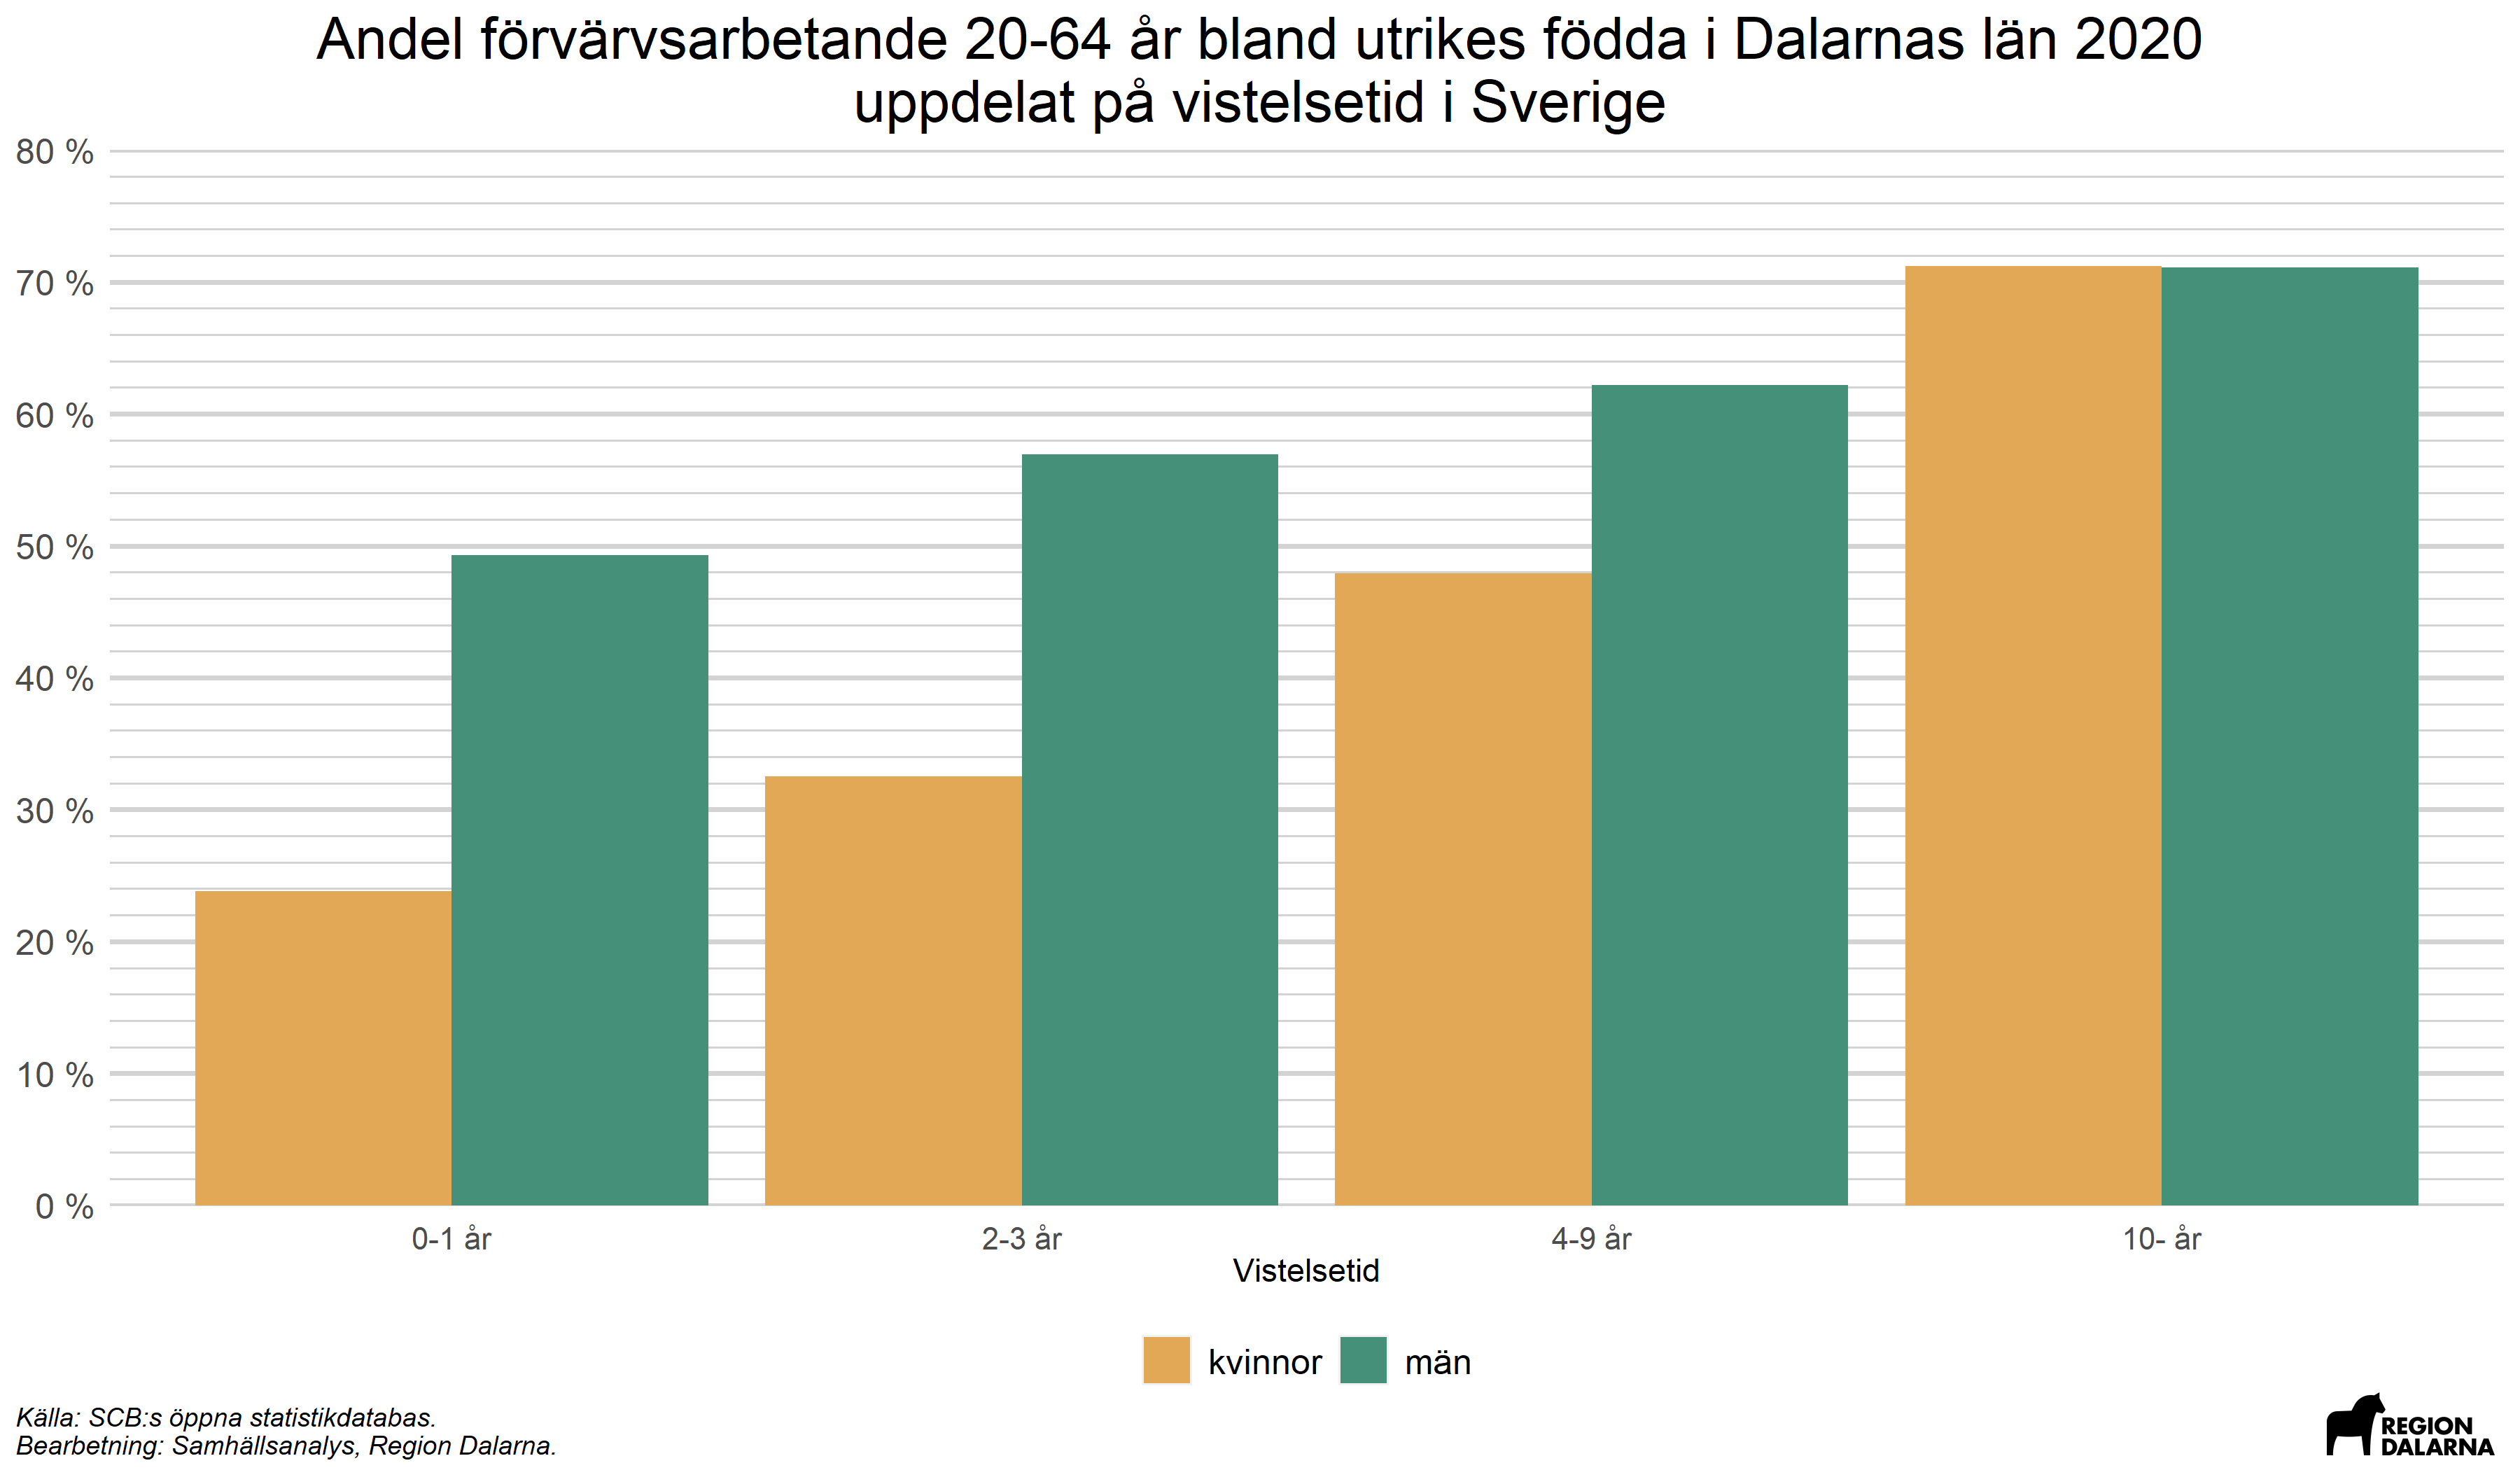 Andel förvärvsarbetande 20-64 år bland utrikes födda i Dalarnas län 2020
uppdelat på vistelsetid i Sverige
80 %
70 %
60 %
50 %
40 %
30 %
20 %
10 %
0 %
0-1 år
2-3 år
4-9 år
10- år
Vistelsetid
kvinnor
män
Källa: SCB:s öppna statistikdatabas.
Bearbetning: Samhällsanalys, Region Dalarna.
REGION
DALARNA